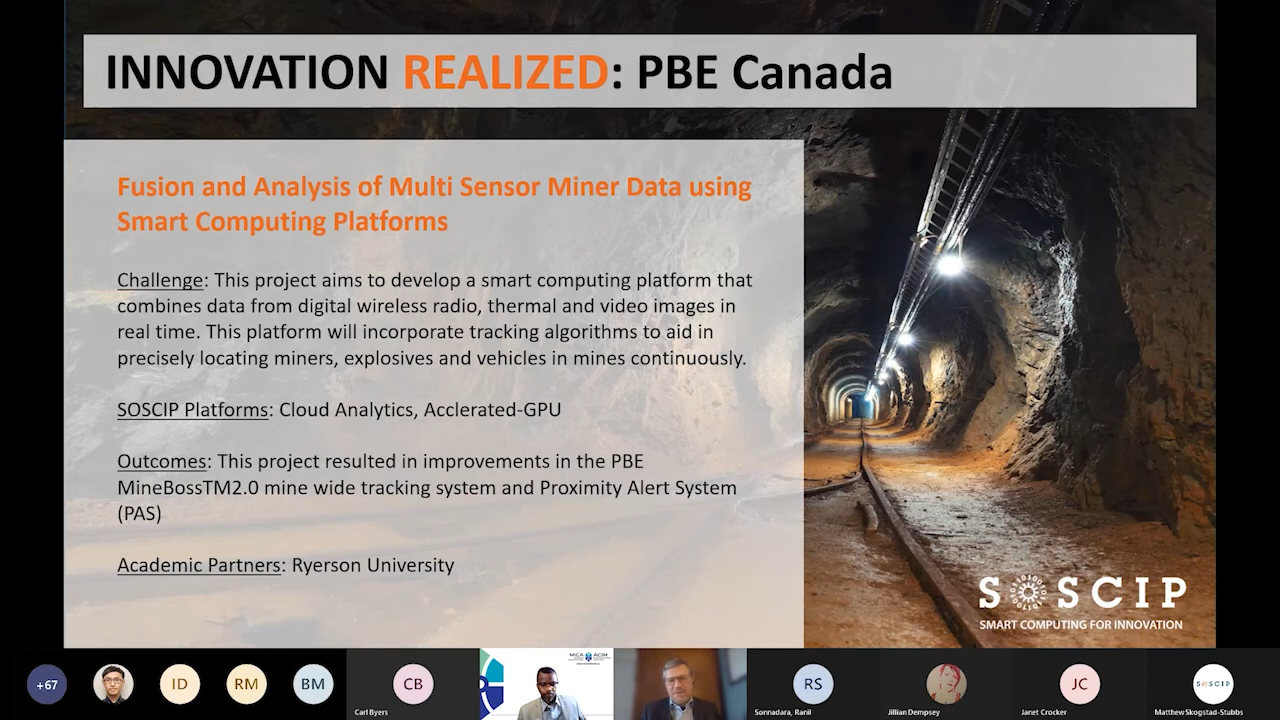 INNOVATION REALIZED: PBE Canada
Fusion and Analysis of Multi Sensor Miner Data using
Smart Computing Platforms
Challenge: This project aims to develop a smart computing platform that
combines data from digital wireless radio, thermal and video images in
real time. This platform will incorporate tracking algorithms to aid in
precisely locating miners, explosives and vehicles in mines continuously.
SOSCIP Platforms: Cloud Analytics, Acclerated-GPU
Outcomes: This project resulted in improvements in the PBE
MineBossTM2.0 mine wide tracking system and Proximity Alert System
(PAS)
Academic Partners: Ryerson University
SOSCIP
SMART COMPUTING FOR INNOVATION
+67
ID
RM
BM
CB
Carl Byers
MICA ACIM
RS
Sonnadara, Ranil
Jillian Dempsey
JC
Janet Crocker
SOSCIP
Matthew Skogstad-Stubbs